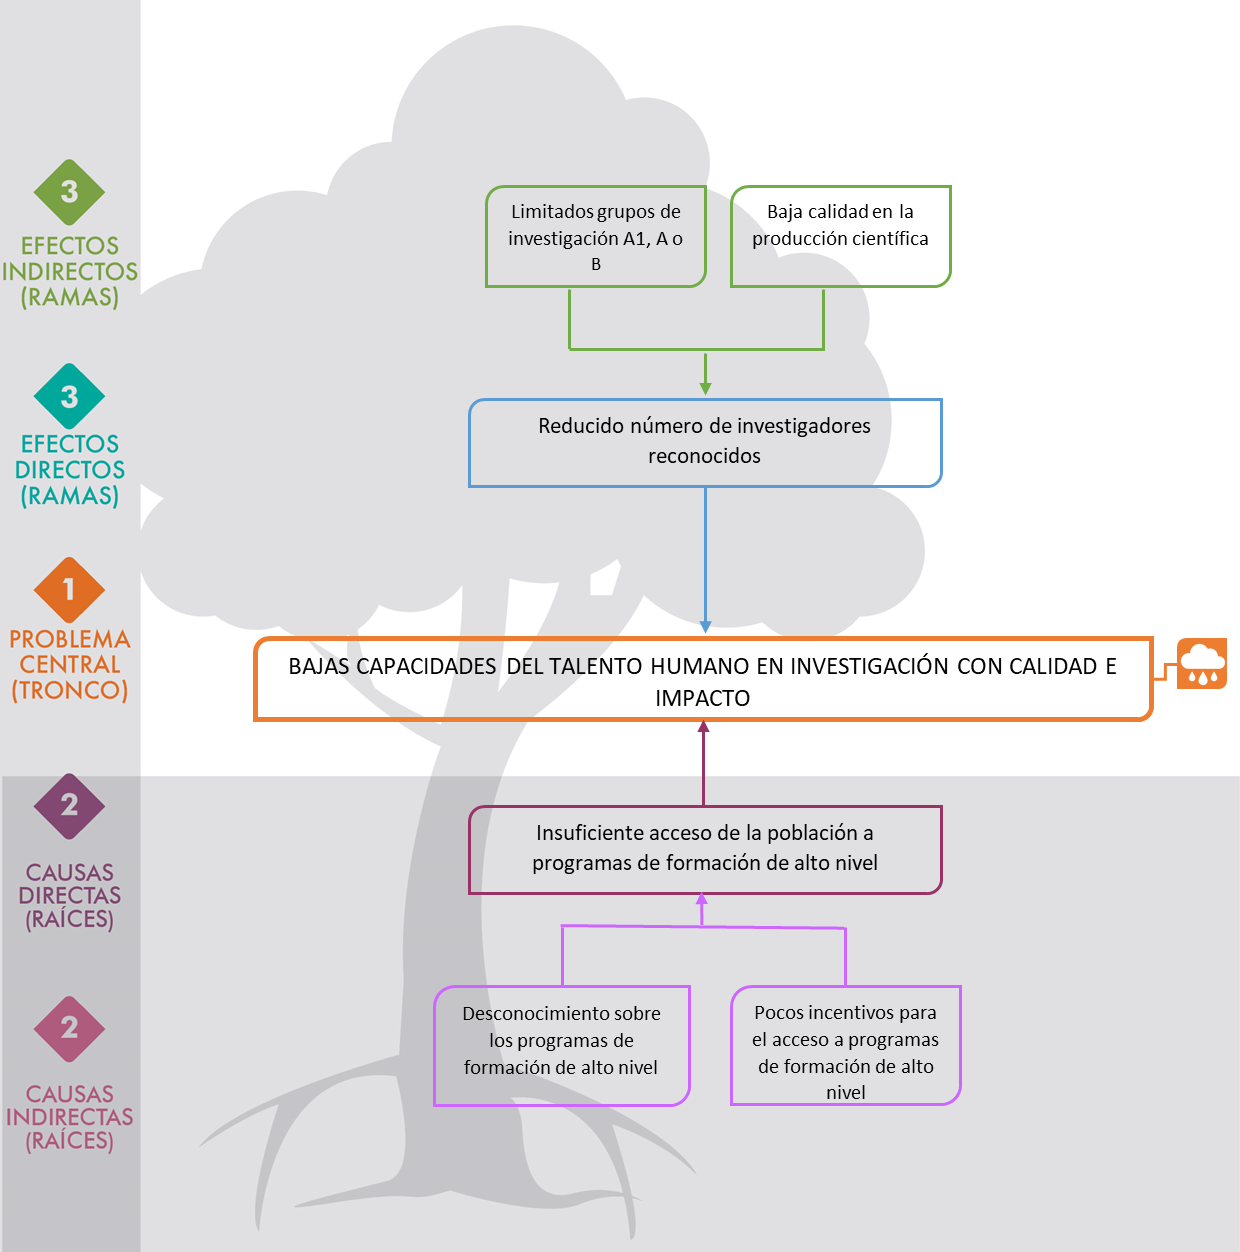 3
EFECTOS
INDIRECTOS
(RAMAS)
Limitados grupos de
investigación A1, A o
B
Baja calidad en la
producción científica
3
EFECTOS
DIRECTOS
(RAMAS)
Reducido número de investigadores
reconocidos
1
PROBLEMA
CENTRAL
(TRONCO)
BAJAS CAPACIDADES DEL TALENTO HUMANO EN INVESTIGACIÓN CON CALIDAD E
IMPACTO
2
CAUSAS
DIRECTAS
(RAÍCES)
Insuficiente acceso de la población a
programas de formación de alto nivel
2
CAUSAS
INDIRECTAS
(RAÍCES)
Desconocimiento sobre
los programas de
formación de alto nivel
Pocos incentivos para
el acceso a programas
de formación de alto
nivel